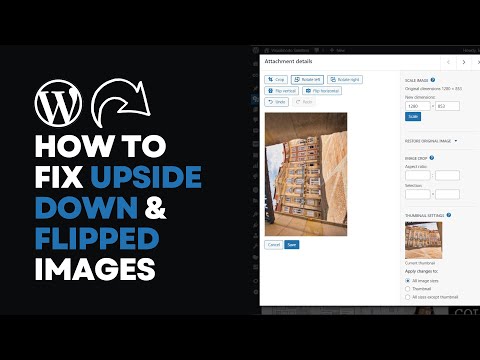 HOW TO
FIX UPSIDE
DOWN &
FLIPPED
IMAGES
+ New
Attachment details
Crop
Rotate left
Rotate right
Flip vertical
Flip horizontal
Undo
Redo
Cancel
Save
SCALE IMAGE
Original dimensions 1280 × 853
New dimensions:
1280 × 853
Scale
RESTORE ORIGINAL IMAGE
IMAGE CROP
Aspect ratio:
:
Selection:
×
THUMBNAIL SETTINGS
Current thumbnail
Apply changes to:
All image sizes
Thumbnail
All sizes except thumbnail